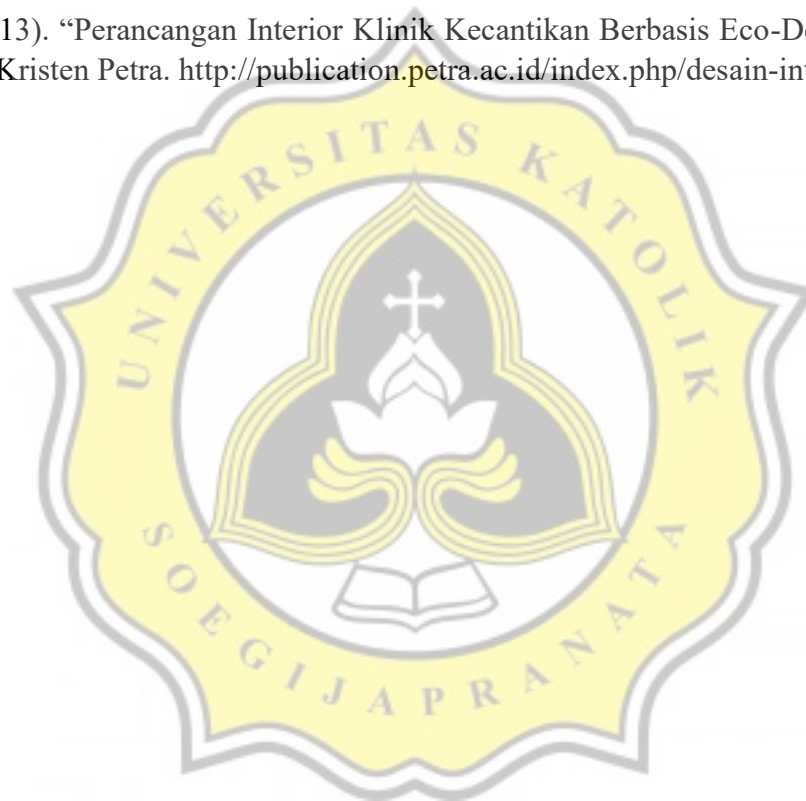 13). “Perancangan Interior Klinik Kecantikan Berbasis Eco-De
Kristen Petra. http://publication.petra.ac.id/index.php/desain-int
UNIVERSITAS KATOLIK
SOEGIJAPRANATA